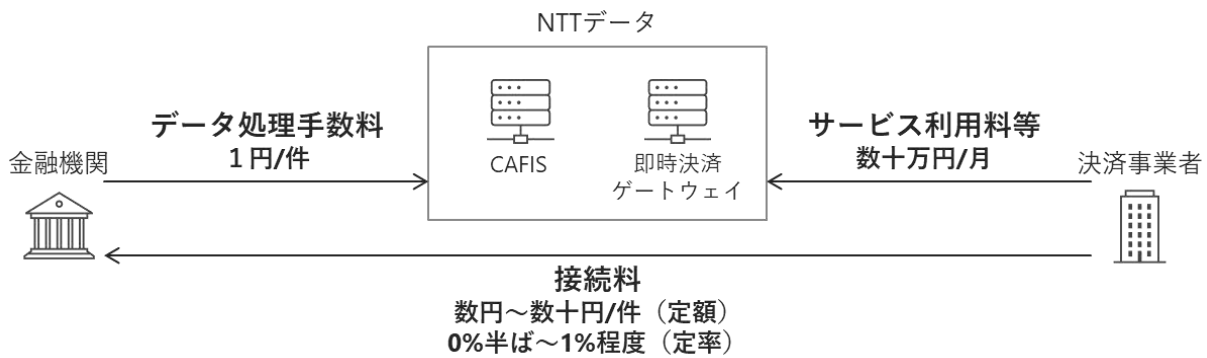 NTTデータ
データ処理手数料
１円/件
金融機関
CAFIS
即時決済
ゲートウェイ
サービス利用料等
数十万円/月
決済事業者
接続料
数円～数十円/件（定額）
0%半ば～1%程度（定率）